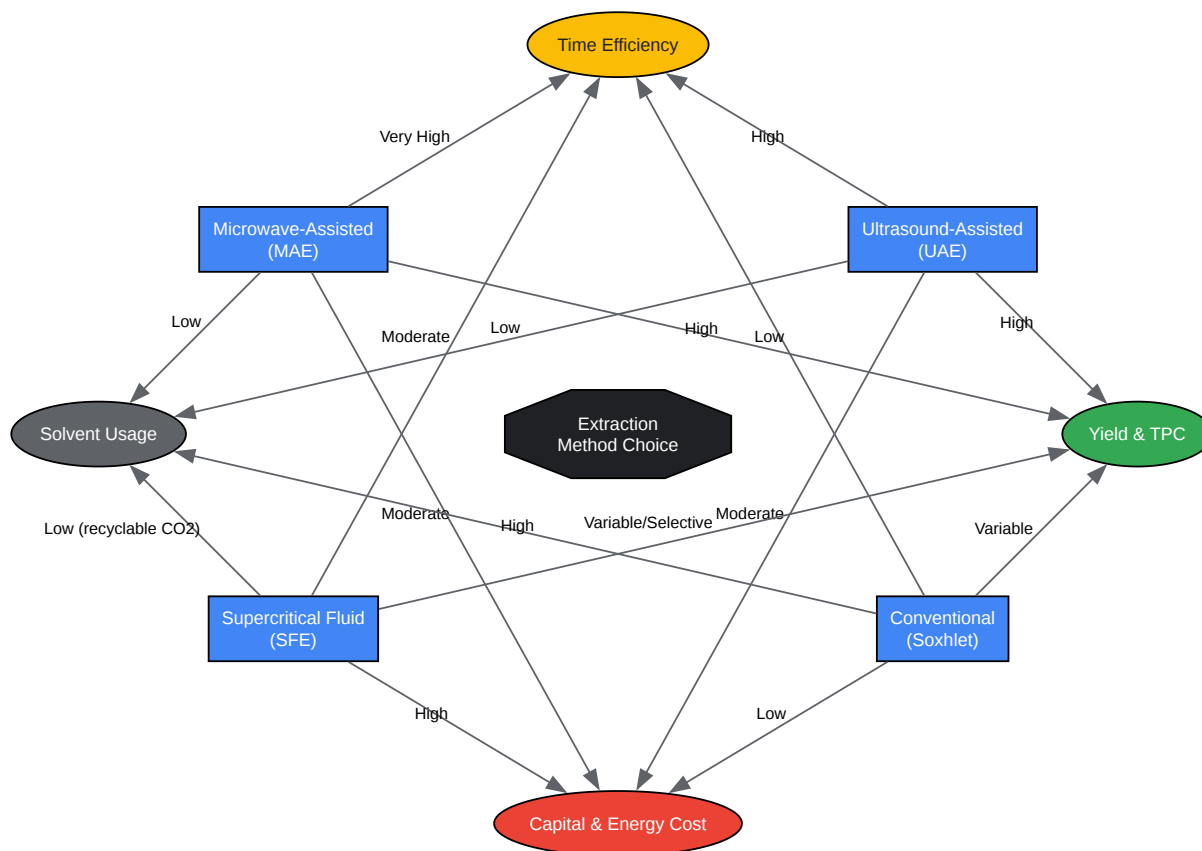 Time Efficiency
Very High
High
Microwave-Assisted
(MAE)
Ultrasound-Assisted
(UAE)
Low
Moderate
Low
High
Low
High
Solvent Usage
Extraction
Method Choice
Yield & TPC
Low (recyclable CO2)
Moderate
High
Variable/Selective
Moderate
Variable
Supercritical Fluid
(SFE)
Conventional
(Soxhlet)
High
Low
Capital & Energy Cost